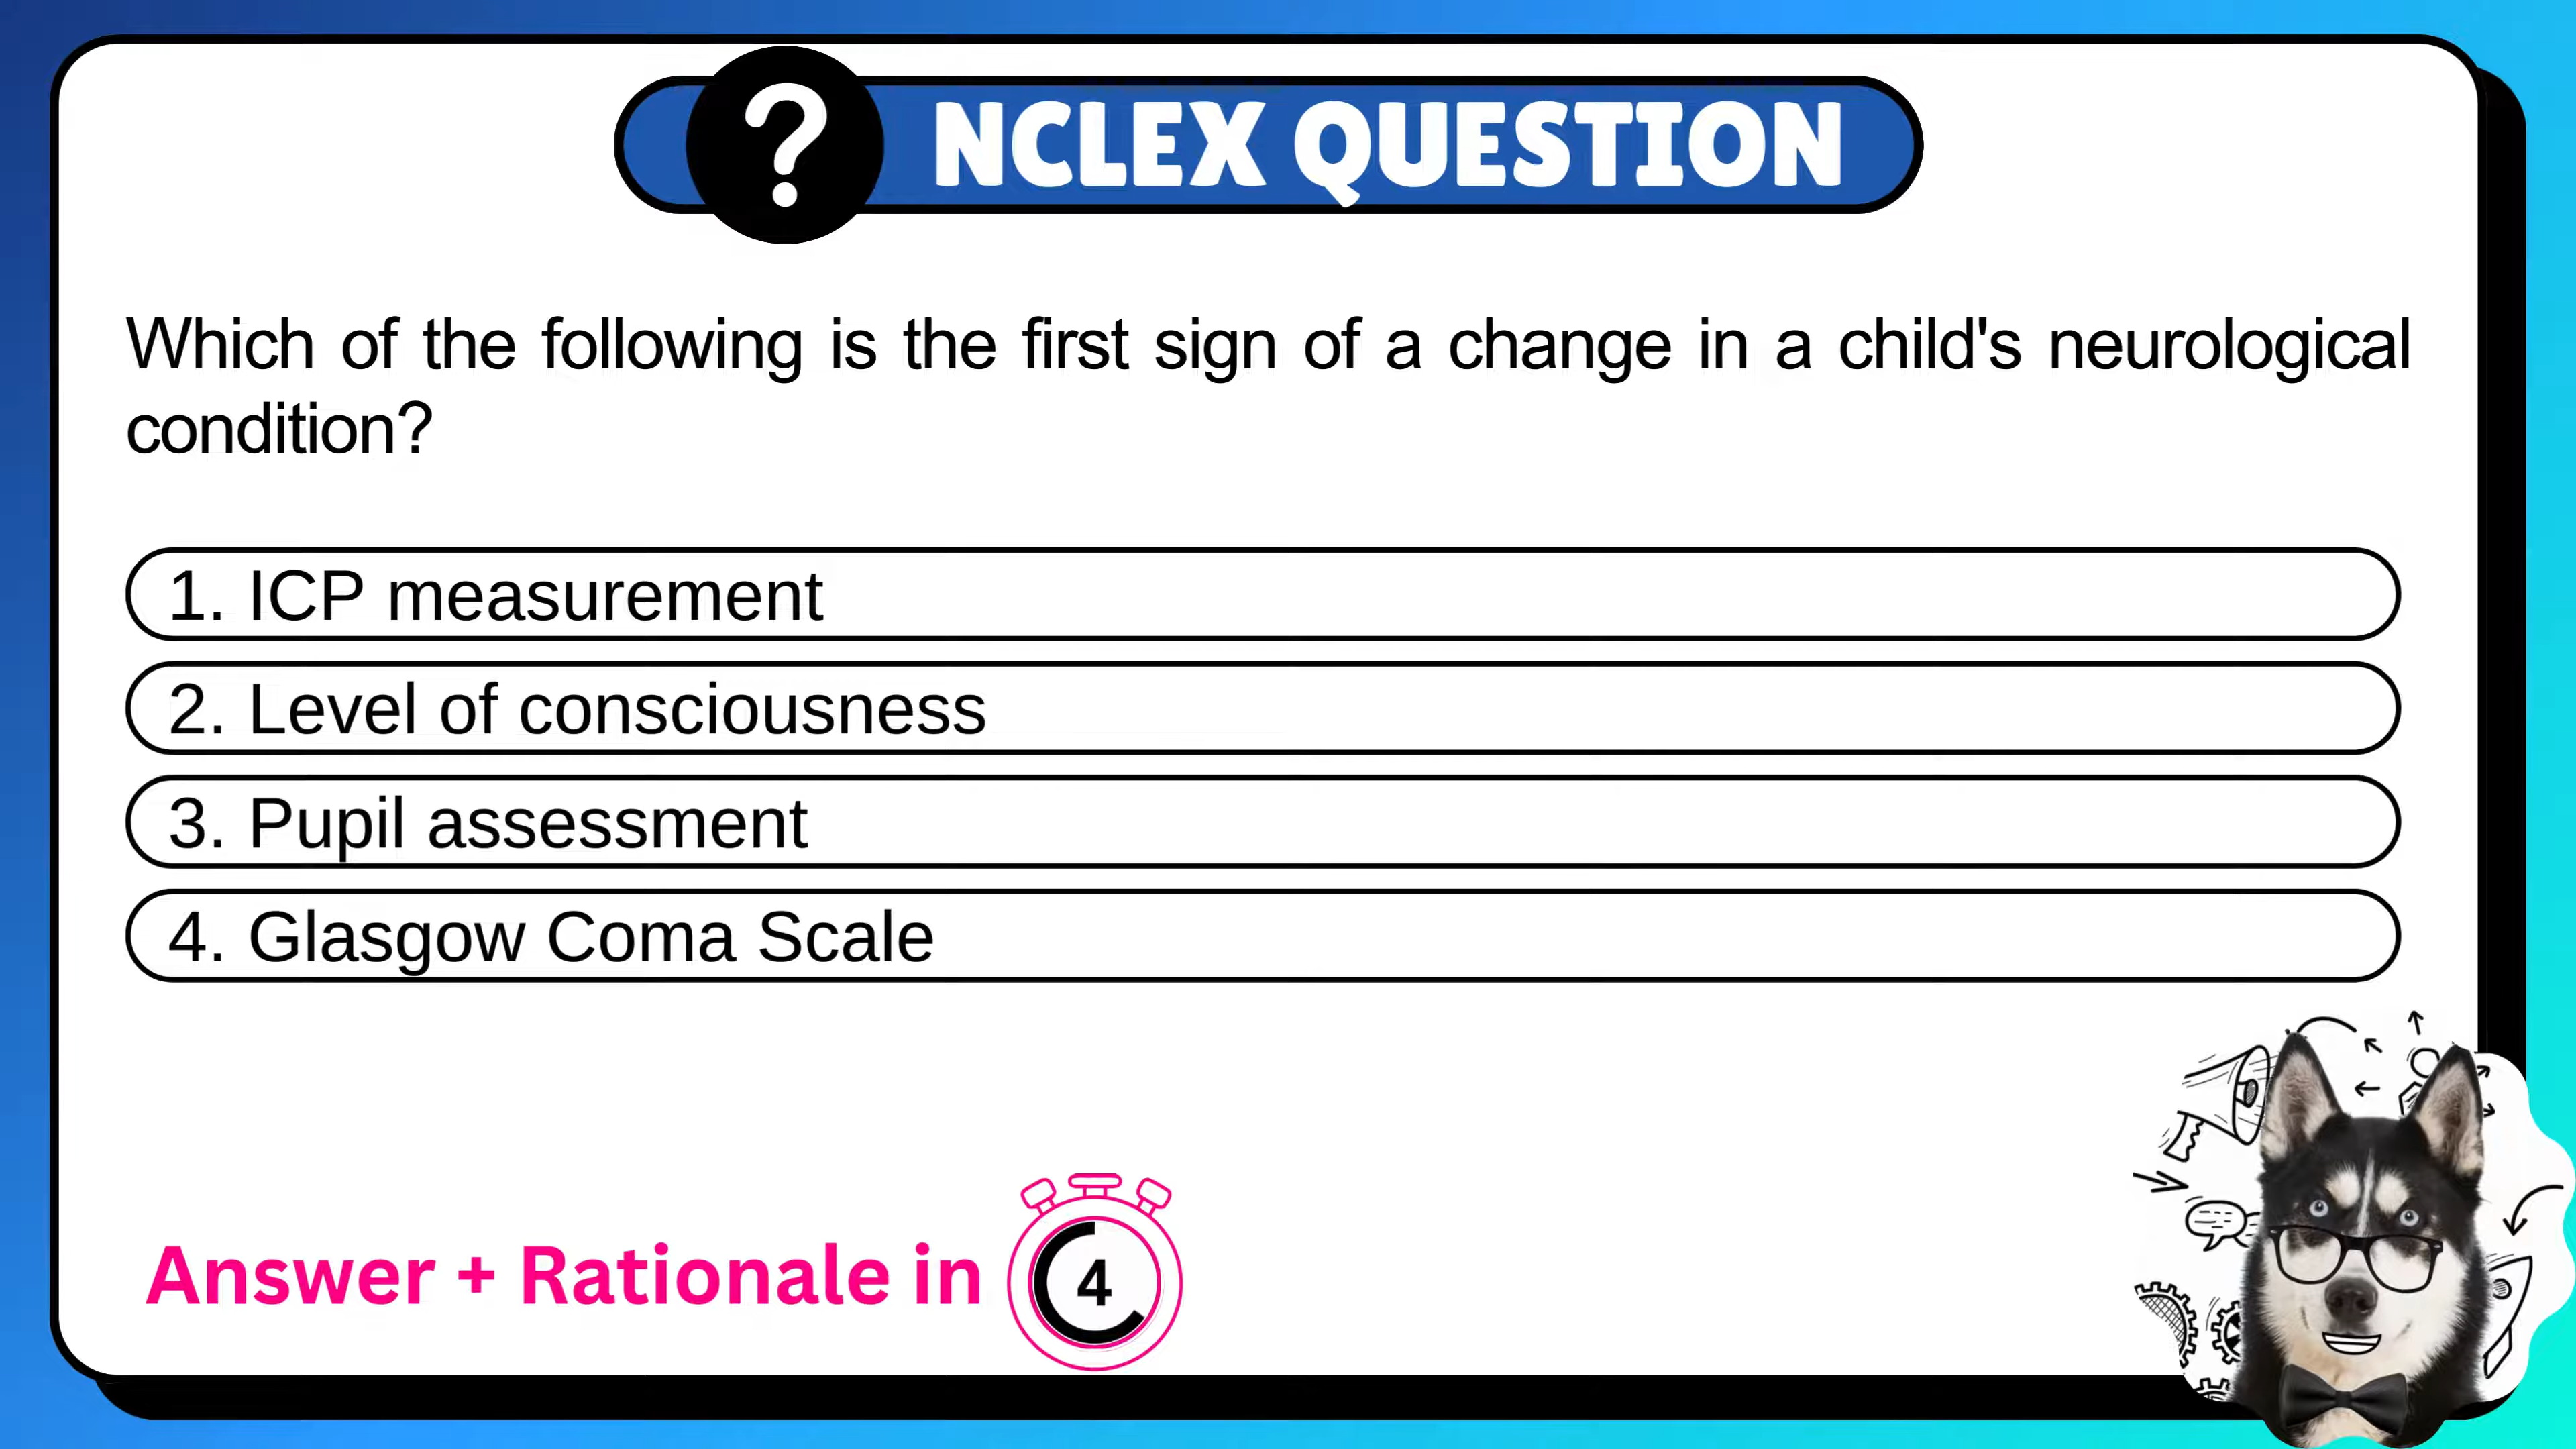 ? NCLEX QUESTION
Which of the following is the first sign of a change in a child's neurological
condition?
1. ICP measurement
2. Level of consciousness
3. Pupil assessment
4. Glasgow Coma Scale
Answer + Rationale in 4